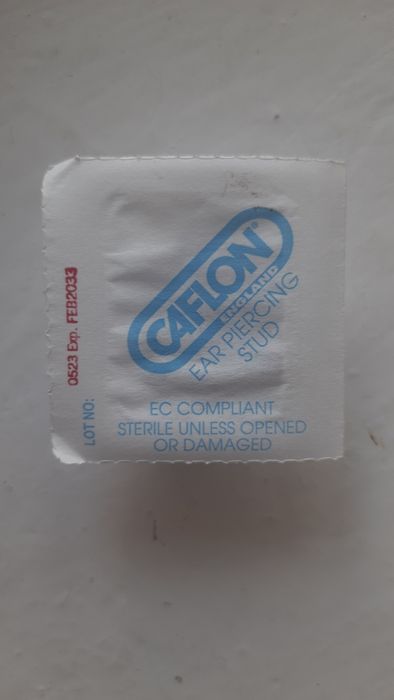 CAFLON®
ENGLAND
EAR PIERCING
STUD
EC COMPLIANT
STERILE UNLESS OPENED
OR DAMAGED
LOT NO:
0523 Exp. FEB2033